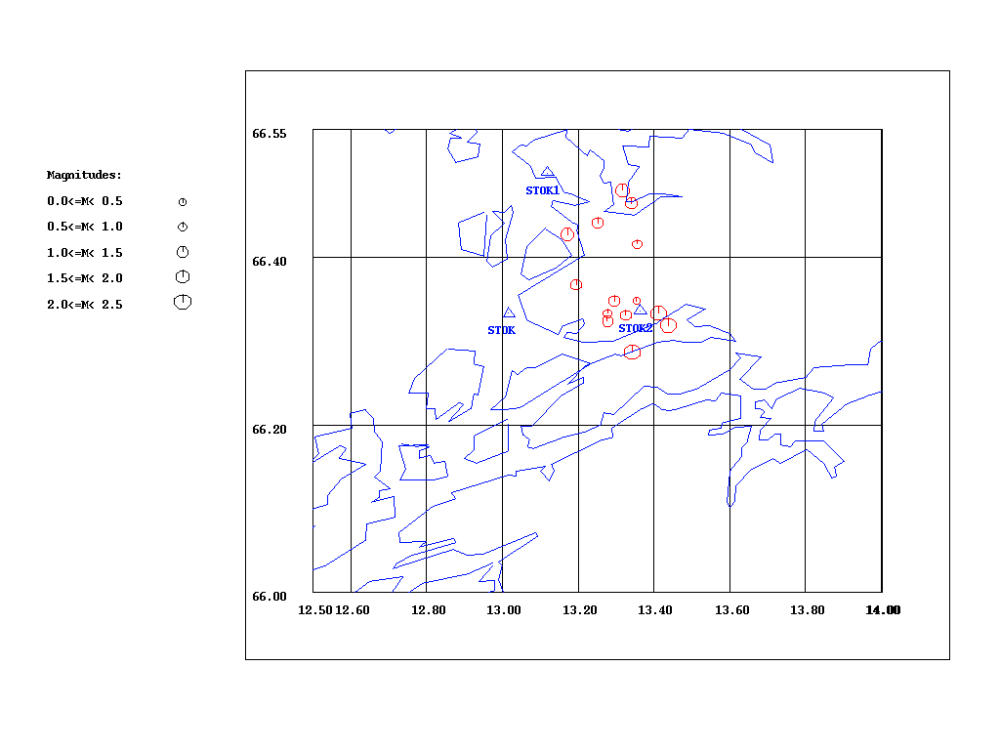 66.55
Magnitudes:
STOK1
0.0<=M< 0.5
0.5<=M< 1.0
1.0<=M< 1.5
66.40
1.5<=M< 2.0
2.0<=M< 2.5
STOK
STOK2
66.20
66.00
12.50 12.60 12.80 13.00 13.20 13.40 13.60 13.80 14.00